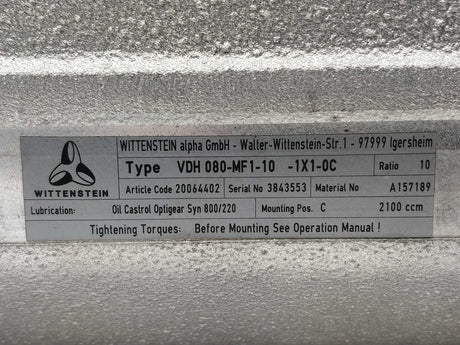 WITTENSTEIN alpha GmbH - Walter-Wittenstein-Str.1 - 97999 Igersheim
Type VDH 080-MF1-10 -1X1-0C Ratio 10
WITTENSTEIN
Article Code 20064402 Serial No 3843553 Material No A157189
Lubrication: Oil Castrol Optigear Syn 800/220 Mounting Pos. C 2100 ccm
Tightening Torques: Before Mounting See Operation Manual !